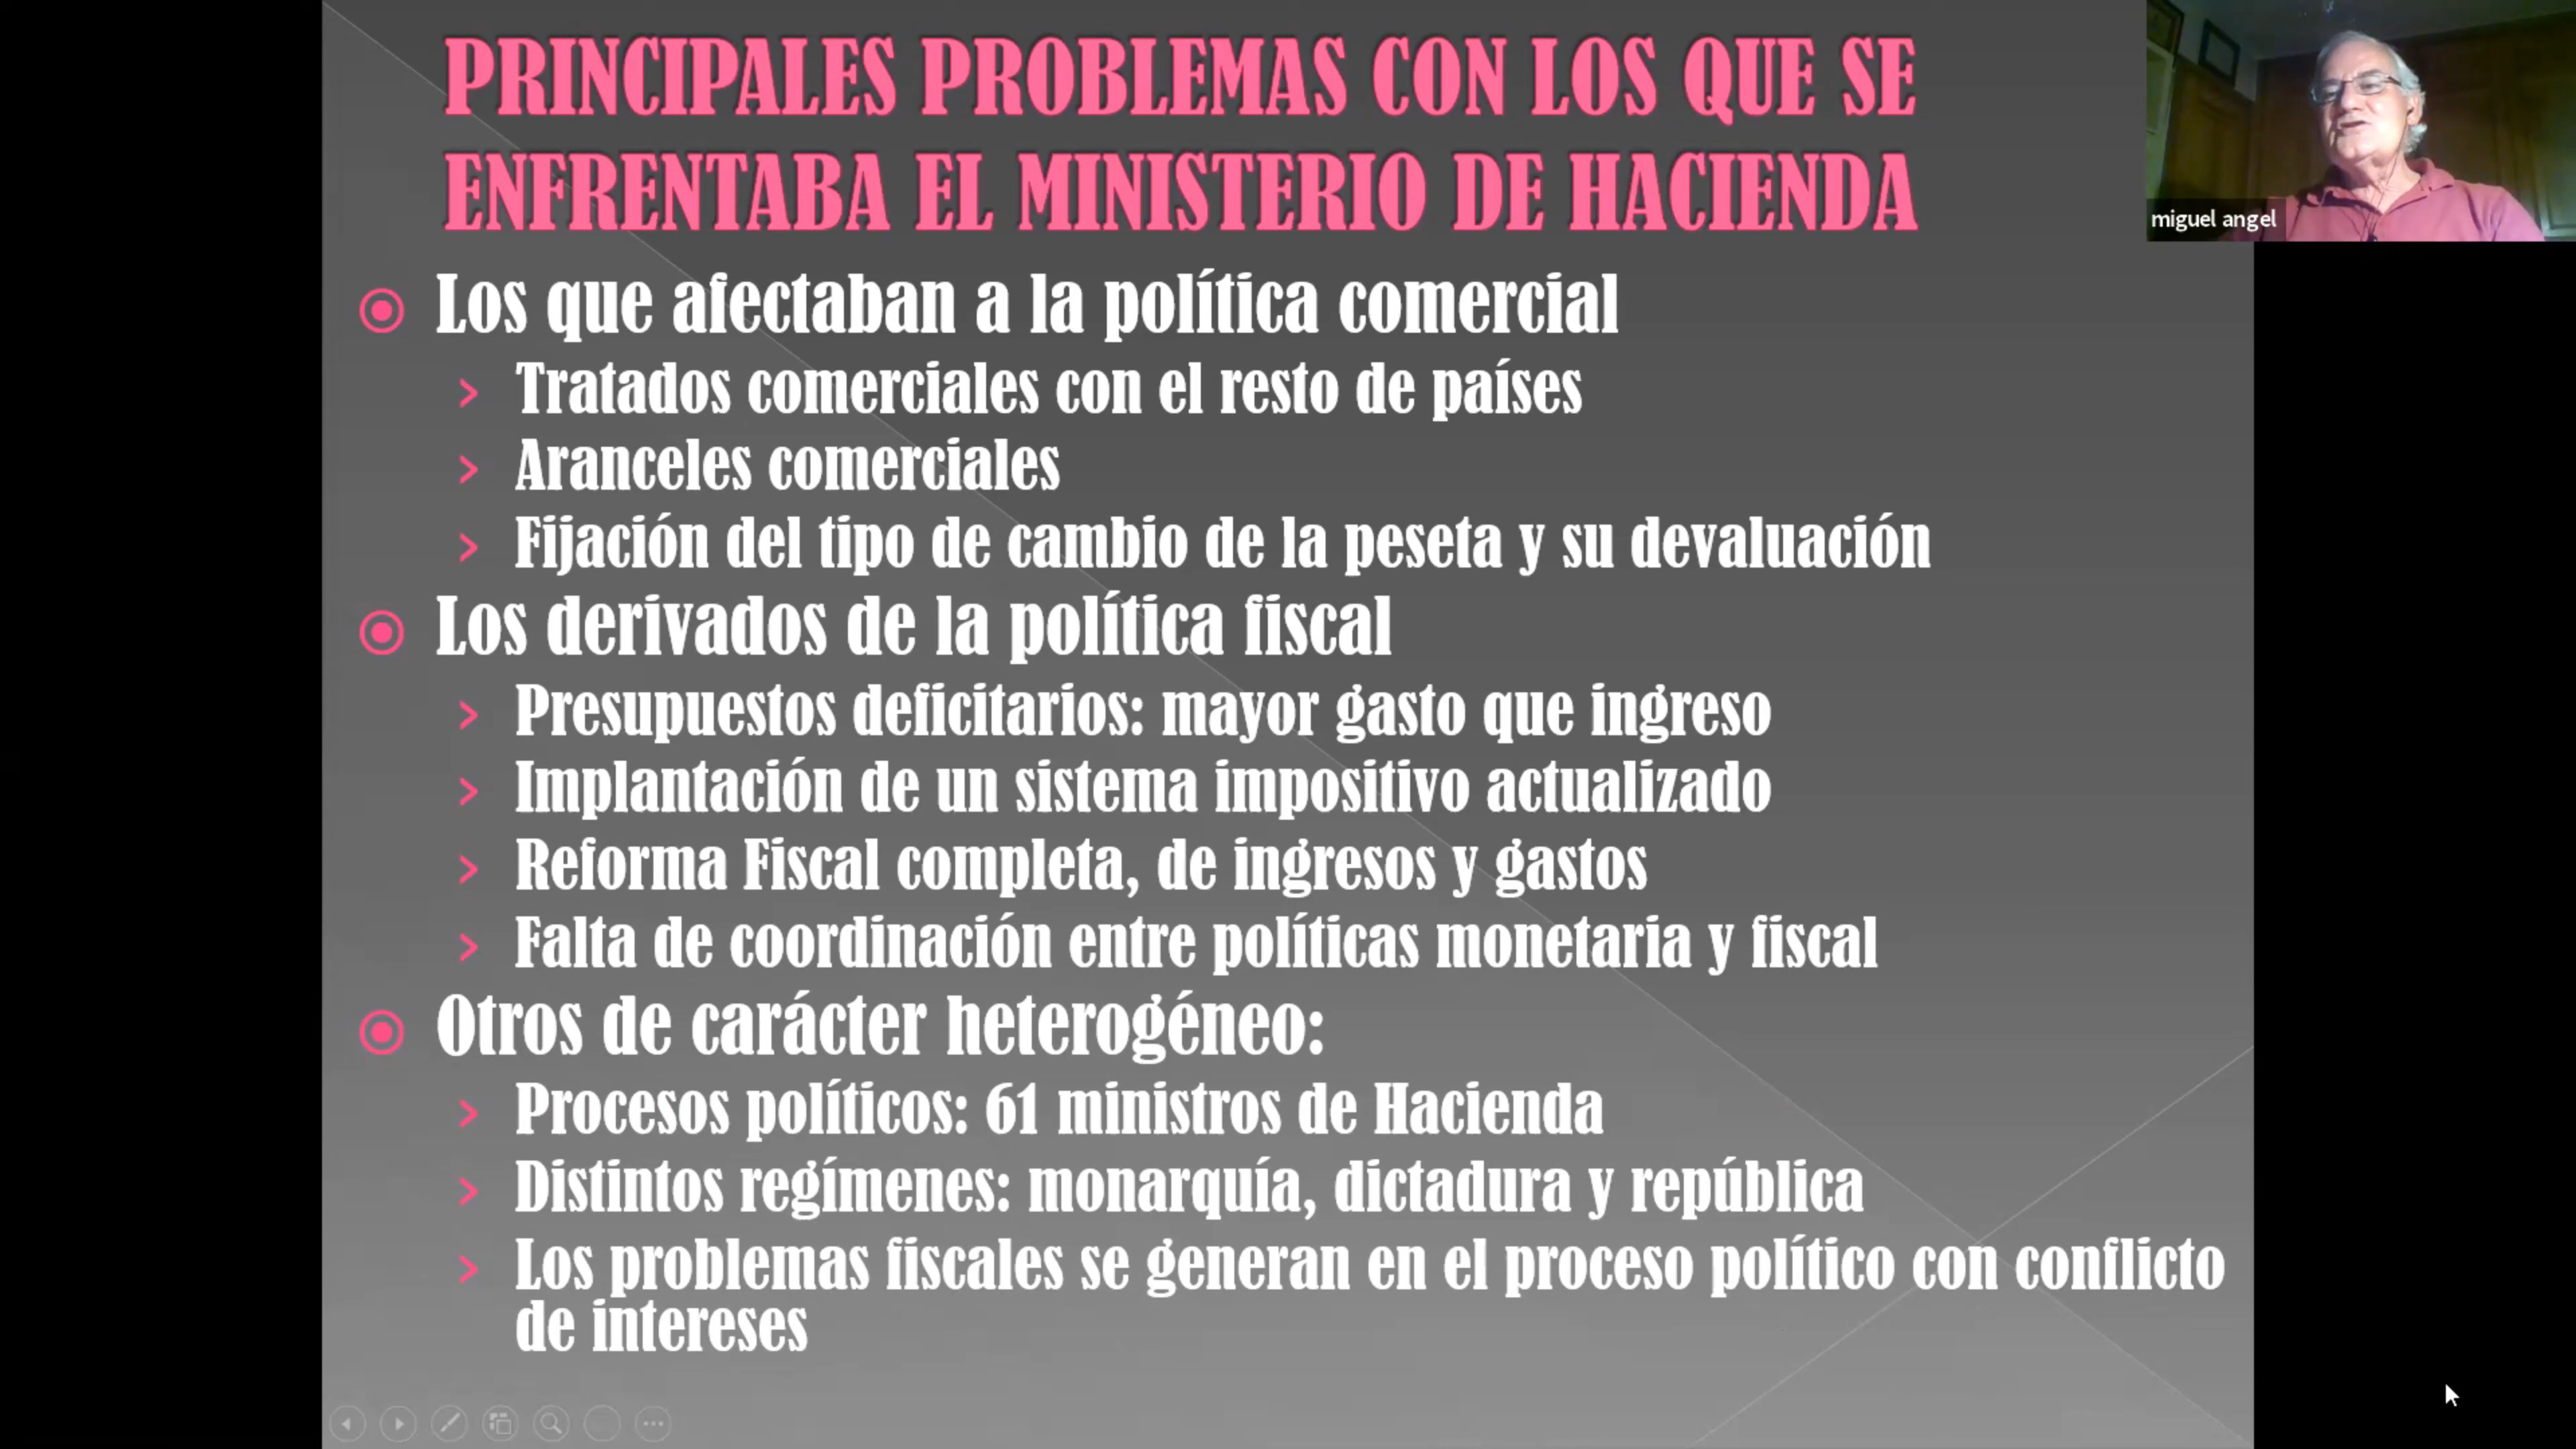 PRINCIPALES PROBLEMAS CON LOS QUE SE
ENFRENTABA EL MINISTERIO DE HACIENDA
miguel angel
Los que afectaban a la política comercial
Tratados comerciales con el resto de países
Aranceles comerciales
Fijación del tipo de cambio de la peseta y su devaluación
Los derivados de la política fiscal
Presupuestos deficitarios: mayor gasto que ingreso
Implantación de un sistema impositivo actualizado
Reforma Fiscal completa, de ingresos y gastos
Falta de coordinación entre políticas monetaria y fiscal
Otros de carácter heterogéneo:
Procesos políticos: 61 ministros de Hacienda
Distintos regímenes: monarquía, dictadura y república
Los problemas fiscales se generan en el proceso político con conflicto
de intereses